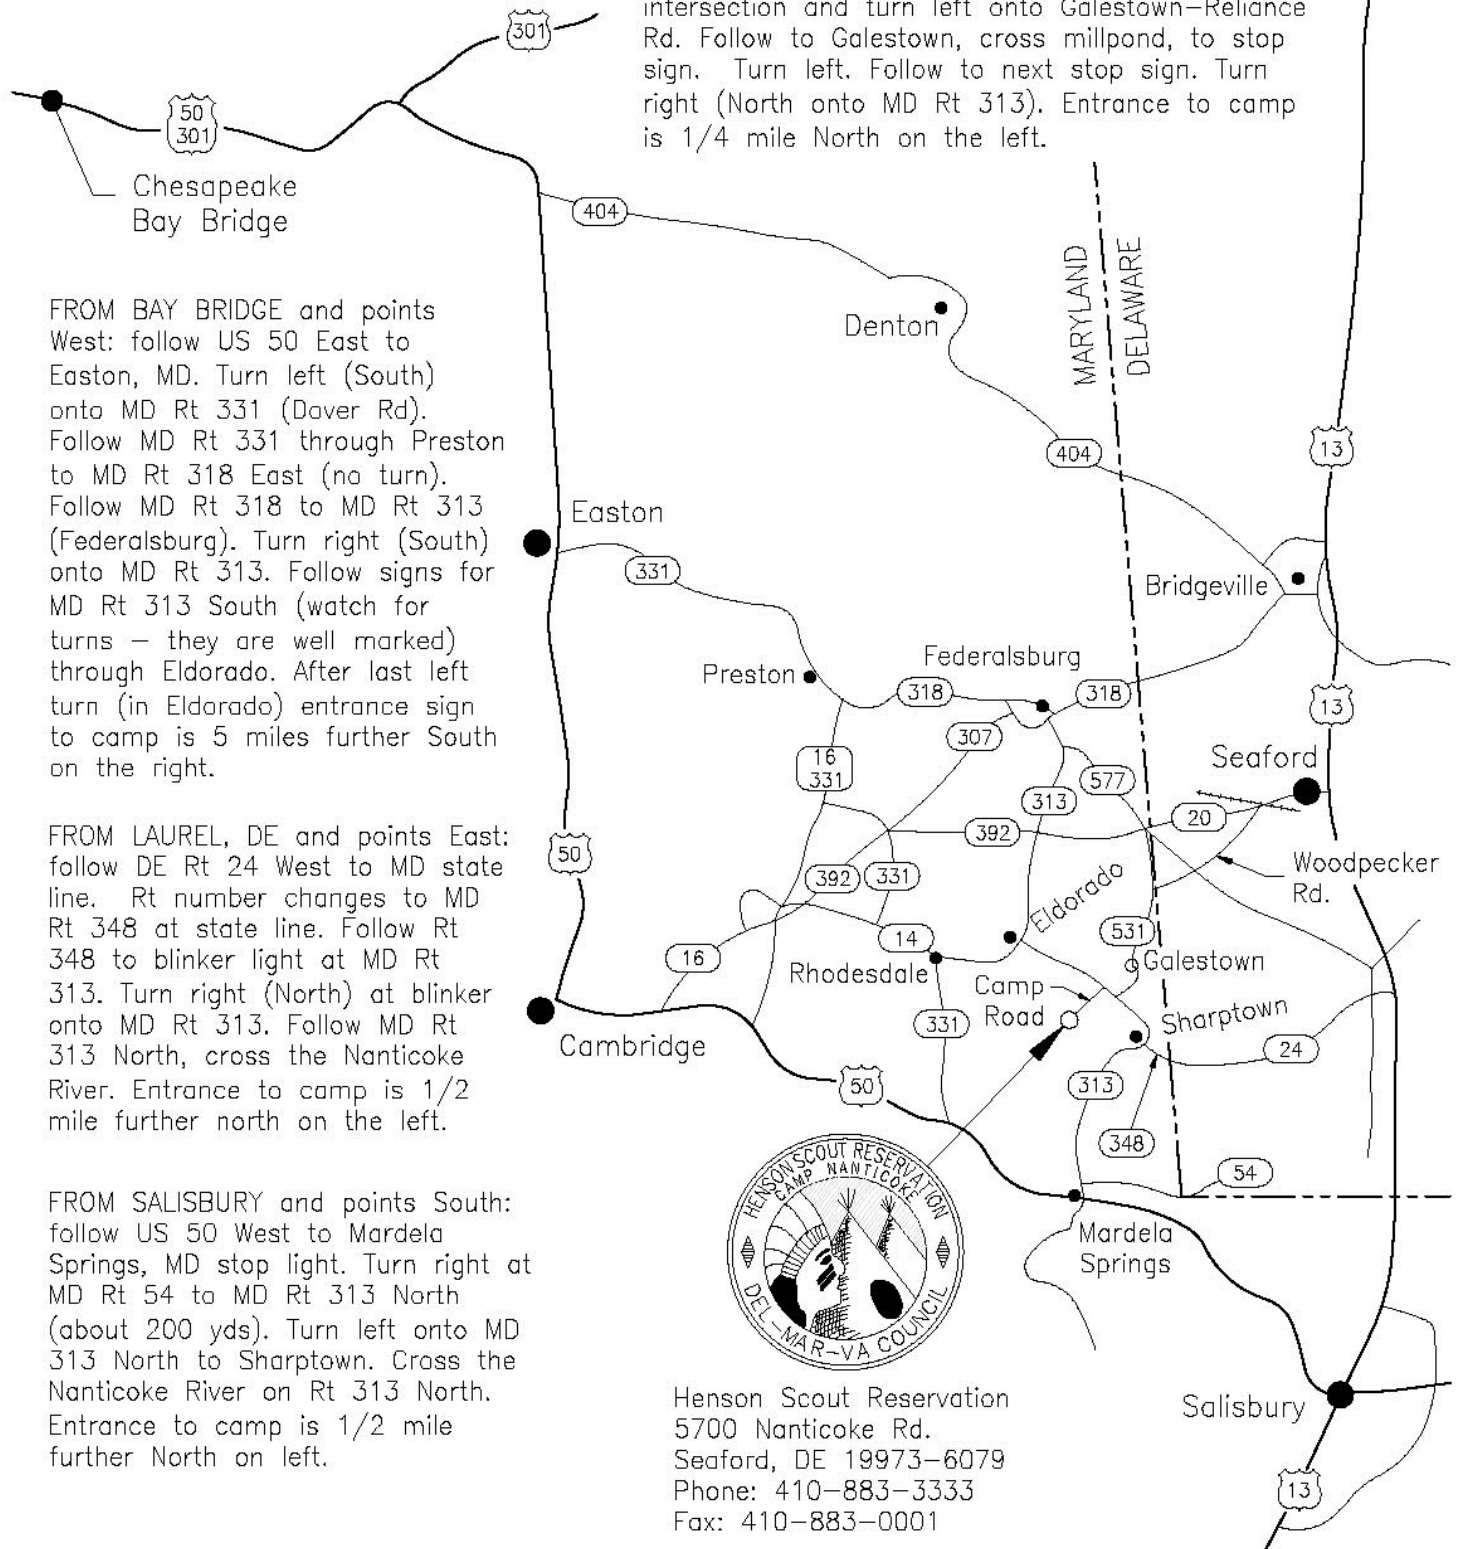 intersection and turn left onto Galestown-Reliance
Rd. Follow to Galestown, cross millpond, to stop
sign. Turn left. Follow to next stop sign. Turn
right (North onto MD Rt 313). Entrance to camp
is 1/4 mile North on the left.
301
50
301
Chesapeake
Bay Bridge
404
MARYLAND
DELAWARE
Denton
404
13
FROM BAY BRIDGE and points
West: follow US 50 East to
Easton, MD. Turn left (South)
onto MD Rt 331 (Dover Rd).
Follow MD Rt 331 through Preston
to MD Rt 318 East (no turn).
Follow MD Rt 318 to MD Rt 313
(Federalsburg). Turn right (South)
onto MD Rt 313. Follow signs for
MD Rt 313 South (watch for
turns – they are well marked)
through Eldorado. After last left
turn (in Eldorado) entrance sign
to camp is 5 miles further South
on the right.
Easton
331
Bridgeville
Federalsburg
Preston
318
318
13
307
16
331
577
313
Seaford
20
392
50
392
331
Woodpecker
Rd.
Eldorado
531
14
16
Rhodesdale
Galestown
Camp
Road
Sharptown
331
Cambridge
24
50
313
348
54
FROM LAUREL, DE and points East:
follow DE Rt 24 West to MD state
line. Rt number changes to MD
Rt 348 at state line. Follow Rt
348 to blinker light at MD Rt
313. Turn right (North) at blinker
onto MD Rt 313. Follow MD Rt
313 North, cross the Nanticoke
River. Entrance to camp is 1/2
mile further north on the left.
FROM SALISBURY and points South:
follow US 50 West to Mardela
Springs, MD stop light. Turn right at
MD Rt 54 to MD Rt 313 North
(about 200 yds). Turn left onto MD
313 North to Sharptown. Cross the
Nanticoke River on Rt 313 North.
Entrance to camp is 1/2 mile
further North on left.
HENSON SCOUT RESERVATION
CAMP NANTICOKE
DEL-MAR-VA COUNCIL
Mardela
Springs
Salisbury
13
Henson Scout Reservation
5700 Nanticoke Rd.
Seaford, DE 19973-6079
Phone: 410-883-3333
Fax: 410-883-0001